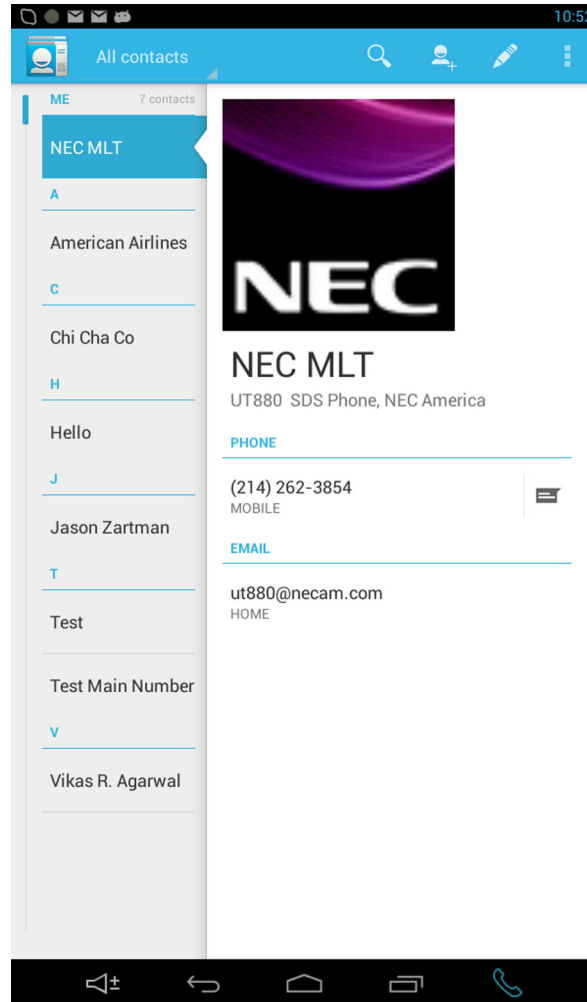 10:52
All contacts
ME 7 contacts
NEC MLT
A
American Airlines
C
Chi Cha Co
H
Hello
J
Jason Zartman
T
Test
Test Main Number
V
Vikas R. Agarwal
NEC
NEC MLT
UT880 SDS Phone, NEC America
PHONE
(214) 262-3854
MOBILE
EMAIL
ut880@necam.com
HOME